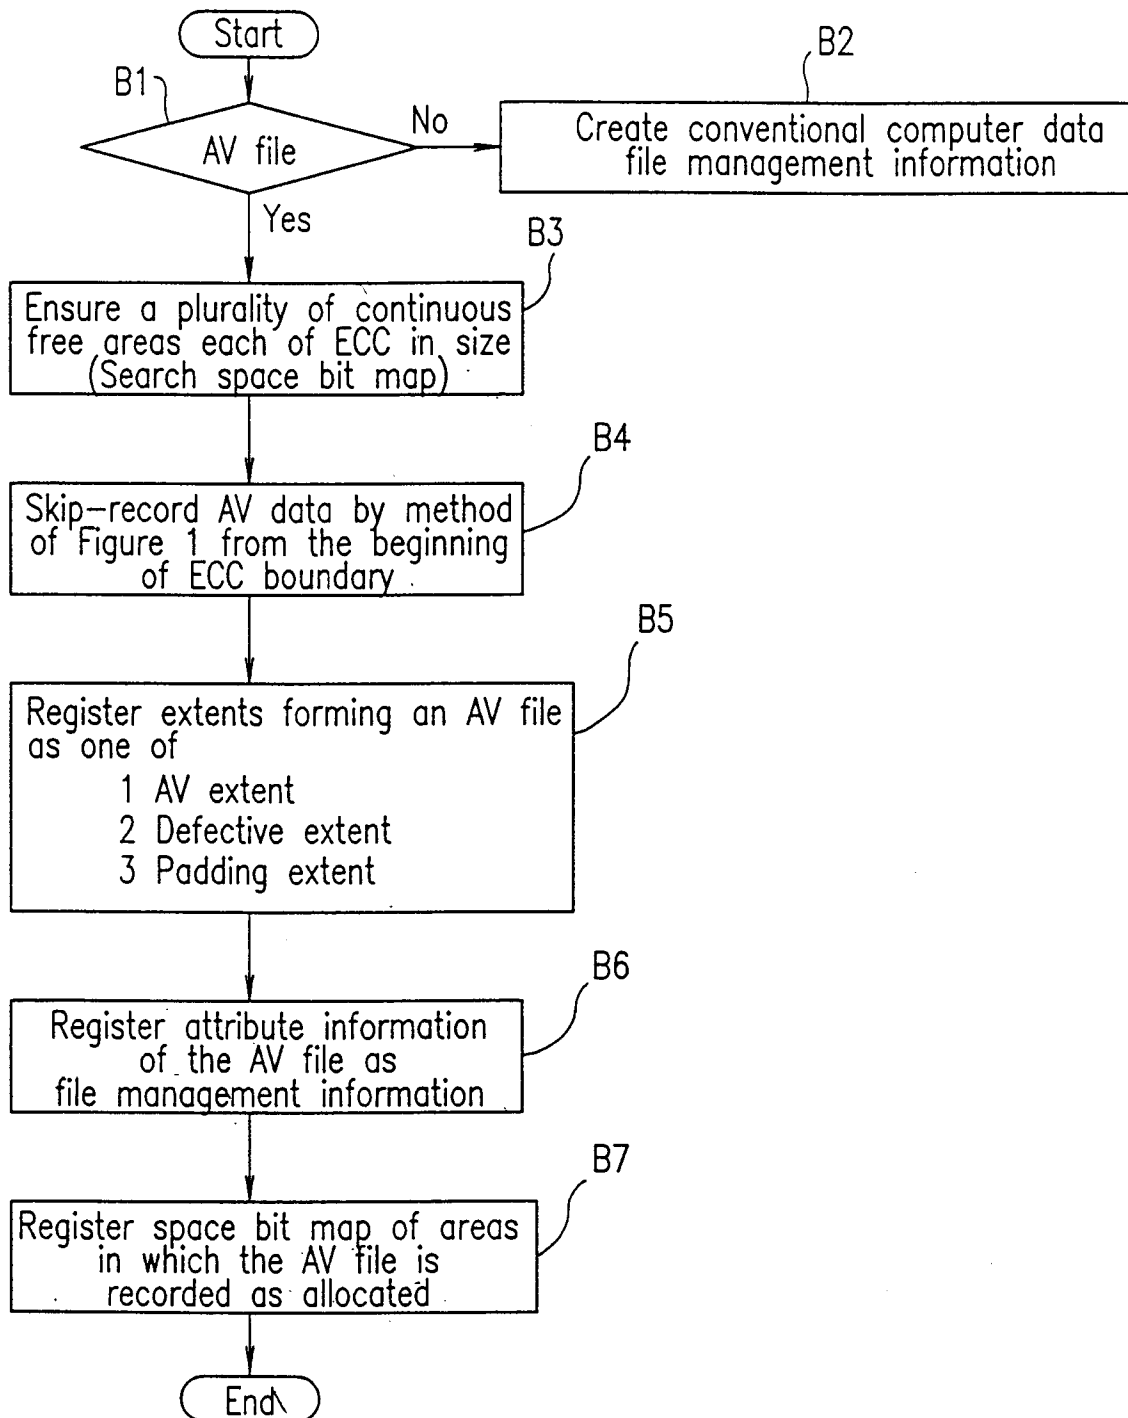 Start
B1
AV file
No
B2
Create conventional computer data
file management information
Yes
B3
Ensure a plurality of continuous
free areas each of ECC in size
(Search space bit map)
B4
Skip-record AV data by method
of Figure 1 from the beginning
of ECC boundary
B5
Register extents forming an AV file
as one of
1 AV extent
2 Defective extent
3 Padding extent
B6
Register attribute information
of the AV file as
file management information
B7
Register space bit map of areas
in which the AV file is
recorded as allocated
End